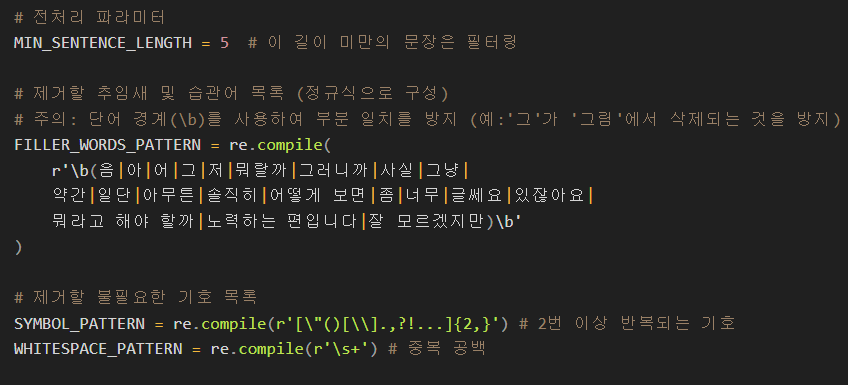 # 전처리 파라미터
MIN_SENTENCE_LENGTH = 5  # 이 길이 미만의 문장은 필터링

# 제거할 추임새 및 습관어 목록 (정규식으로 구성)
# 주의: 단어 경계(\b)를 사용하여 부분 일치를 방지 (예:'그'가 '그림'에서 삭제되는 것을 방지)
FILLER_WORDS_PATTERN = re.compile(
    r'\b(음|아|어|그|저|뭐랄까|그러니까|사실|그냥|
    약간|일단|아무튼|솔직히|어떻게 보면|좀|너무|글쎄요|있잖아요|
    뭐라고 해야 할까|노력하는 편입니다|잘 모르겠지만)\b'
)

# 제거할 불필요한 기호 목록
SYMBOL_PATTERN = re.compile(r'[\"()[\\].,?!...]{2,}') # 2번 이상 반복되는 기호
WHITESPACE_PATTERN = re.compile(r'\s+') # 중복 공백